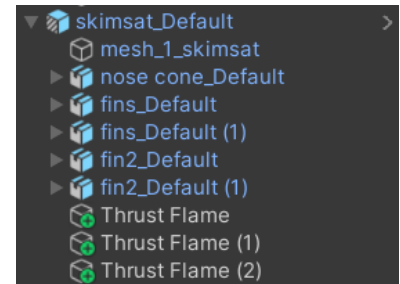 skimsat_Default
mesh_1_skimsat
nose cone_Default
fins_Default
fins_Default (1)
fin2_Default
fin2_Default (1)
Thrust Flame
Thrust Flame (1)
Thrust Flame (2)